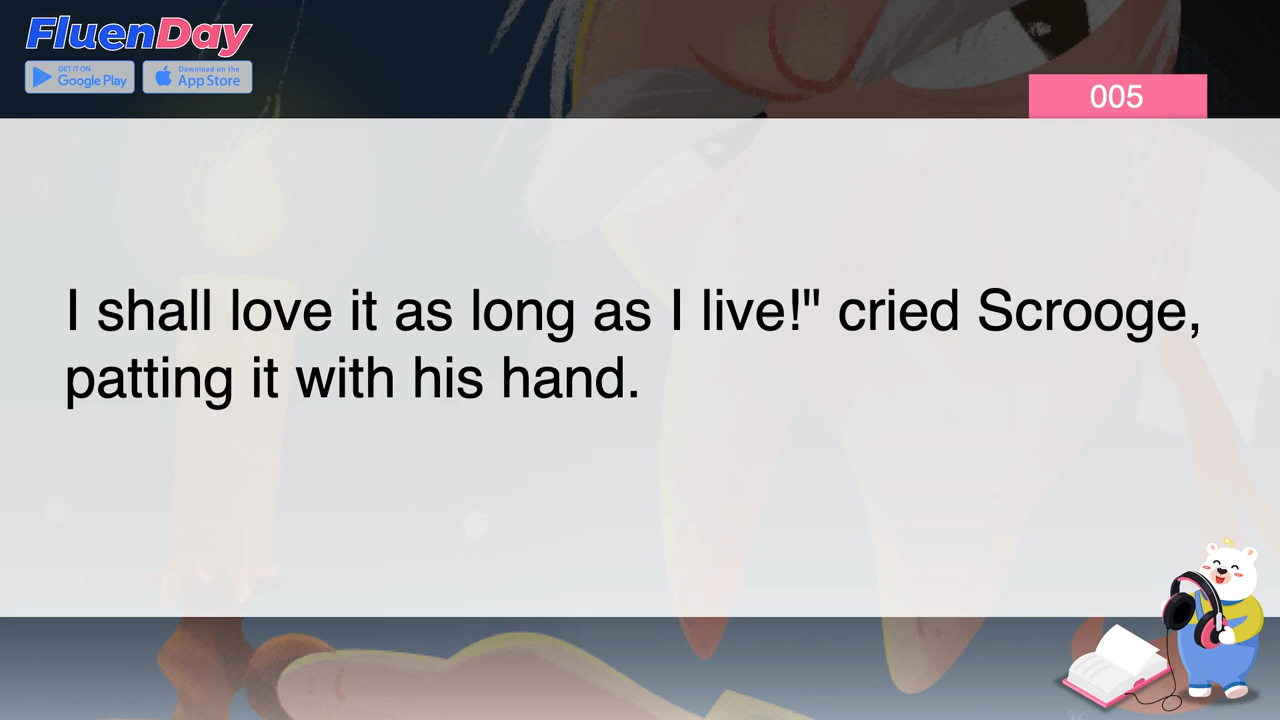 FluenDay
GET IT ON
Google Play
Download on the
App Store
005
I shall love it as long as I live!" cried Scrooge,
patting it with his hand.